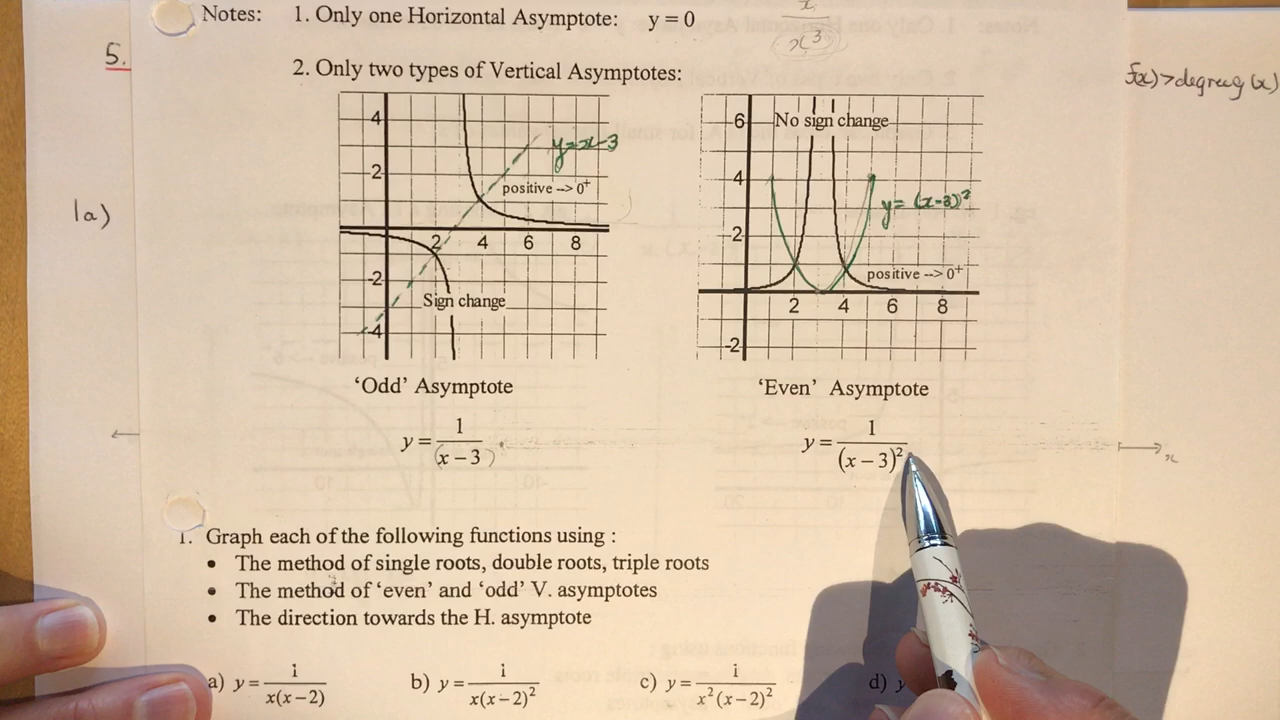 Notes: 1. Only one Horizontal Asymptote: y = 0
x
x³
5.
2. Only two types of Vertical Asymptotes:
f(x) > degree g(x)
4
2
2 4 6 8
-2
-4
y=x-3
positive --> 0⁺
Sign change
6
4
2
2 4 6 8
-2
No sign change
y = (x-3)²
positive --> 0⁺
1a)
'Odd' Asymptote
'Even' Asymptote
y = 1/(x − 3)
y = 1/(x − 3)²
x
1. Graph each of the following functions using :
• The method of single roots, double roots, triple roots
• The method of 'even' and 'odd' V. asymptotes
• The direction towards the H. asymptote
a) y = 1/x(x−2)
b) y = 1/x(x−2)²
c) y = 1/x²(x−2)²
d) y